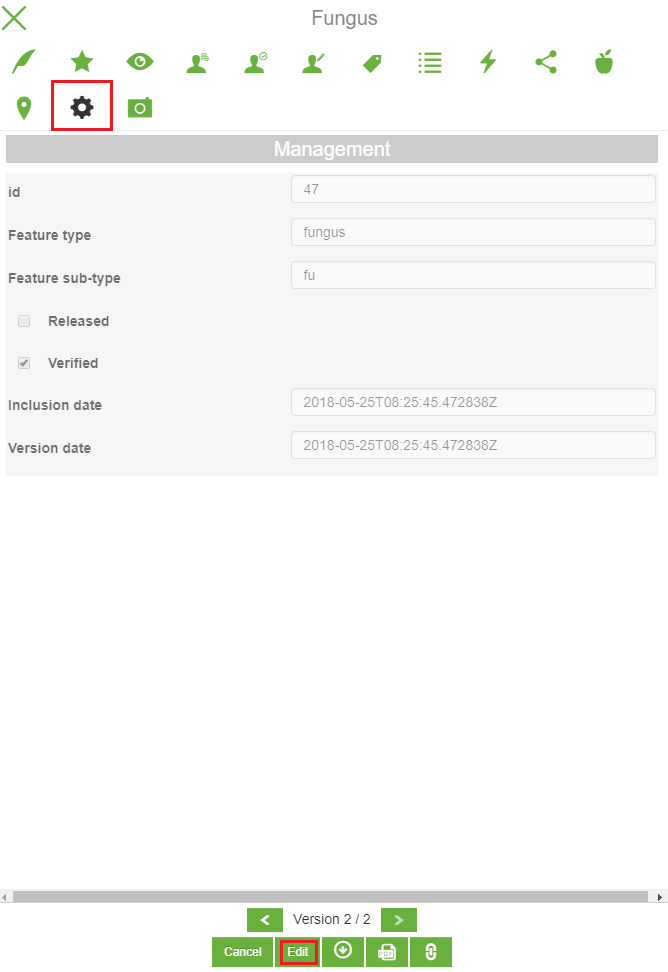 Fungus
Management
id
47
Feature type
fungus
Feature sub-type
fu
Released
Verified
Inclusion date
2018-05-25T08:25:45.472838Z
Version date
2018-05-25T08:25:45.472838Z
< Version 2 / 2 >
Cancel Edit PDF